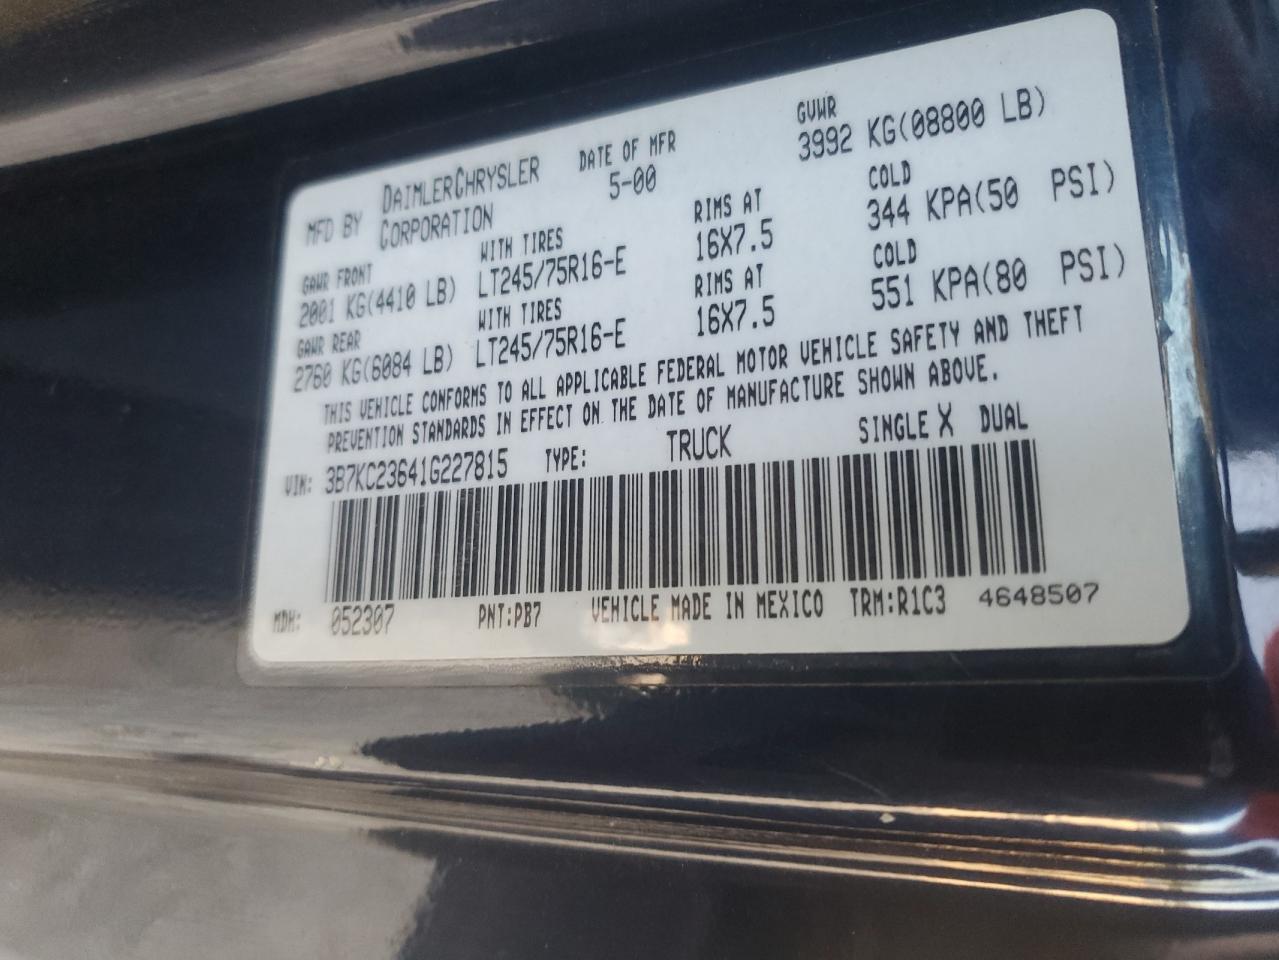 MFD BY DAIMLERCHRYSLER CORPORATION DATE OF MFR 5-00 GVWR 3992 KG(08800 LB)
GAWR FRONT WITH TIRES RIMS AT COLD
2001 KG(4410 LB) LT245/75R16-E 16X7.5 344 KPA(50 PSI)
GAWR REAR WITH TIRES RIMS AT COLD
2760 KG(6084 LB) LT245/75R16-E 16X7.5 551 KPA(80 PSI)
THIS VEHICLE CONFORMS TO ALL APPLICABLE FEDERAL MOTOR VEHICLE SAFETY AND THEFT
PREVENTION STANDARDS IN EFFECT ON THE DATE OF MANUFACTURE SHOWN ABOVE.
VIN: 3B7KC23641G227815 TYPE: TRUCK SINGLE X DUAL
MDH: 052307 PNT:PB7 VEHICLE MADE IN MEXICO TRM:R1C3 4648507